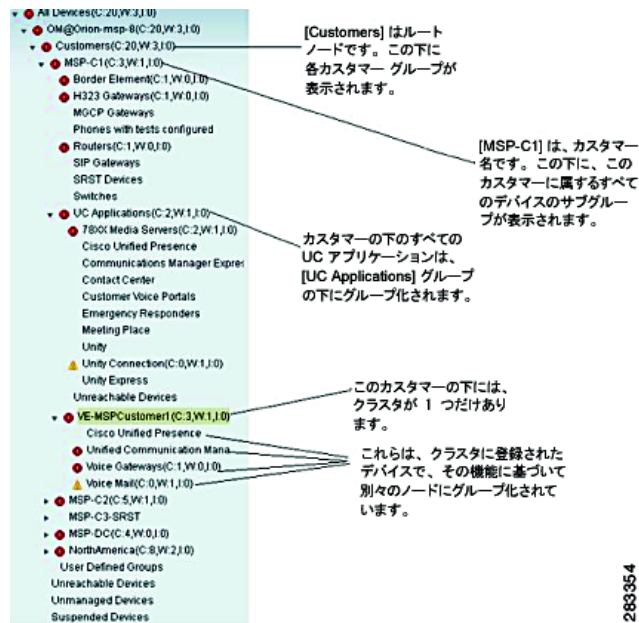 All Devices(C:20,W:3,I:0)
OM@Orion-msp-8(C:20,W:3,I:0)
Customers(C:20,W:3,I:0)
MSP-C1(C:3,W:1,I:0)
Border Element(C:1,W:0,I:0)
H323 Gateways(C:1,W:0,I:0)
MGCP Gateways
Phones with tests configured
Routers(C:1,W:0,I:0)
SIP Gateways
SRST Devices
Switches
UC Applications(C:2,W:1,I:0)
78XX Media Servers(C:2,W:1,I:0)
Cisco Unified Presence
Communications Manager Expres
Contact Center
Customer Voice Portals
Emergency Responders
Meeting Place
Unity
Unity Connection(C:0,W:1,I:0)
Unity Express
Unreachable Devices
VE-MSPCustomer1(C:3,W:1,I:0)
Cisco Unified Presence
Unified Communication Mana
Voice Gateways(C:1,W:0,I:0)
Voice Mail(C:0,W:1,I:0)
MSP-C2(C:5,W:1,I:0)
MSP-C3-SRST
MSP-DC(C:4,W:0,I:0)
NorthAmerica(C:8,W:2,I:0)
User Defined Groups
Unreachable Devices
Unmanaged Devices
Suspended Devices
[Customers] はルート
ノードです。この下に
各カスタマー グループが
表示されます。
[MSP-C1] は、カスタマー
名です。この下に、この
カスタマーに属するすべて
のデバイスのサブグルー
プが表示されます。
カスタマーの下のすべての
UC アプリケーションは、
[UC Applications] グループ
の下にグループ化されます。
このカスタマーの下には、
クラスタが 1 つだけあり
ます。
これらは、クラスタに登録された
デバイスで、その機能に基づいて
別々のノードにグループ化されて
います。
283354